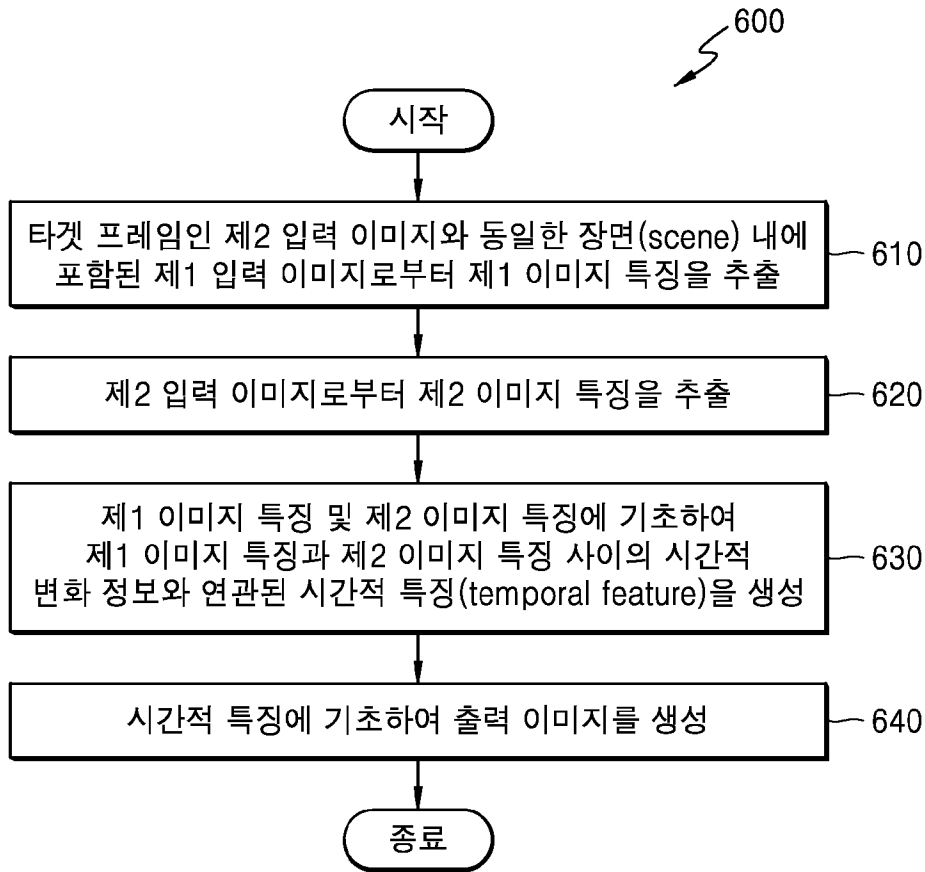 600
시작
타겟 프레임인 제2 입력 이미지와 동일한 장면(scene) 내에
포함된 제1 입력 이미지로부터 제1 이미지 특징을 추출
610
제2 입력 이미지로부터 제2 이미지 특징을 추출
620
제1 이미지 특징 및 제2 이미지 특징에 기초하여
제1 이미지 특징과 제2 이미지 특징 사이의 시간적
변화 정보와 연관된 시간적 특징(temporal feature)을 생성
630
시간적 특징에 기초하여 출력 이미지를 생성
640
종료